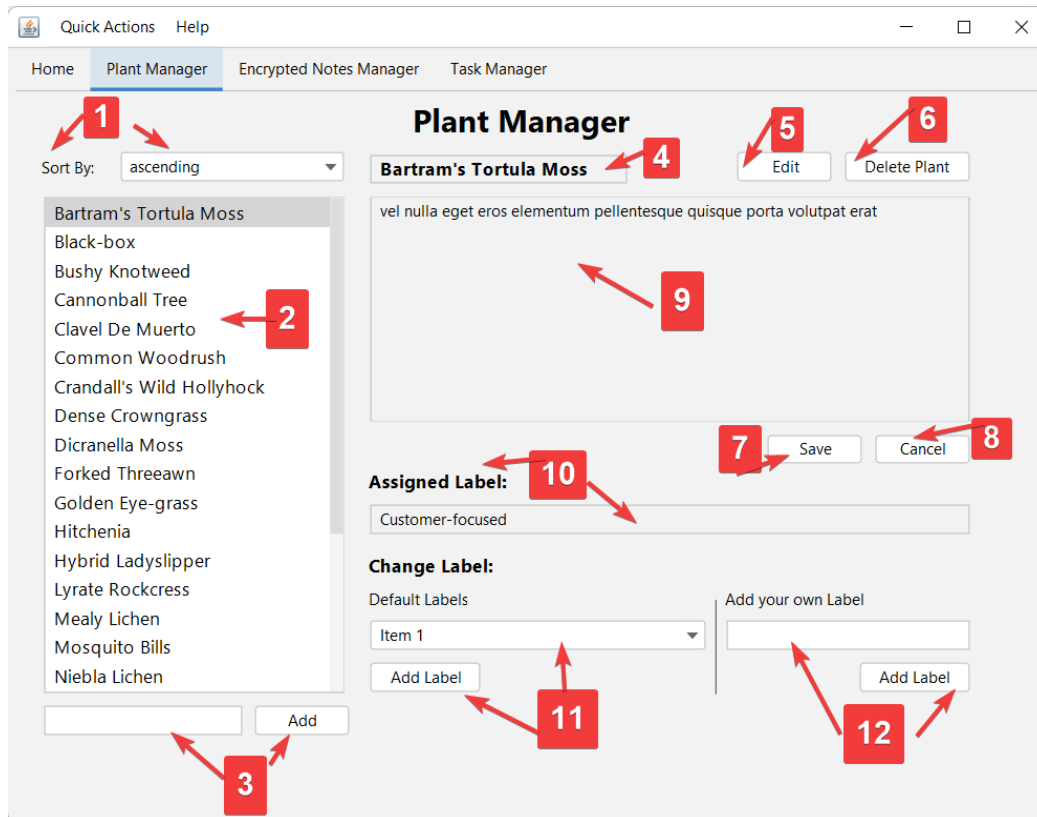 Quick Actions Help
Home Plant Manager Encrypted Notes Manager Task Manager
Plant Manager
1
Sort By: ascending
2
Bartram's Tortula Moss
Black-box
Bushy Knotweed
Cannonball Tree
Clavel De Muerto
Common Woodrush
Crandall's Wild Hollyhock
Dense Crowngrass
Dicranella Moss
Forked Threeawn
Golden Eye-grass
Hitchenia
Hybrid Ladyslipper
Lyrate Rockcress
Mealy Lichen
Mosquito Bills
Niebla Lichen
Add
3
Bartram's Tortula Moss
4
5
Edit
6
Delete Plant
vel nulla eget eros elementum pellentesque quisque porta volutpat erat
9
7
Save
Cancel
8
10
Assigned Label:
Customer-focused
Change Label:
Default Labels
Item 1
Add Label
11
Add your own Label
Add Label
12